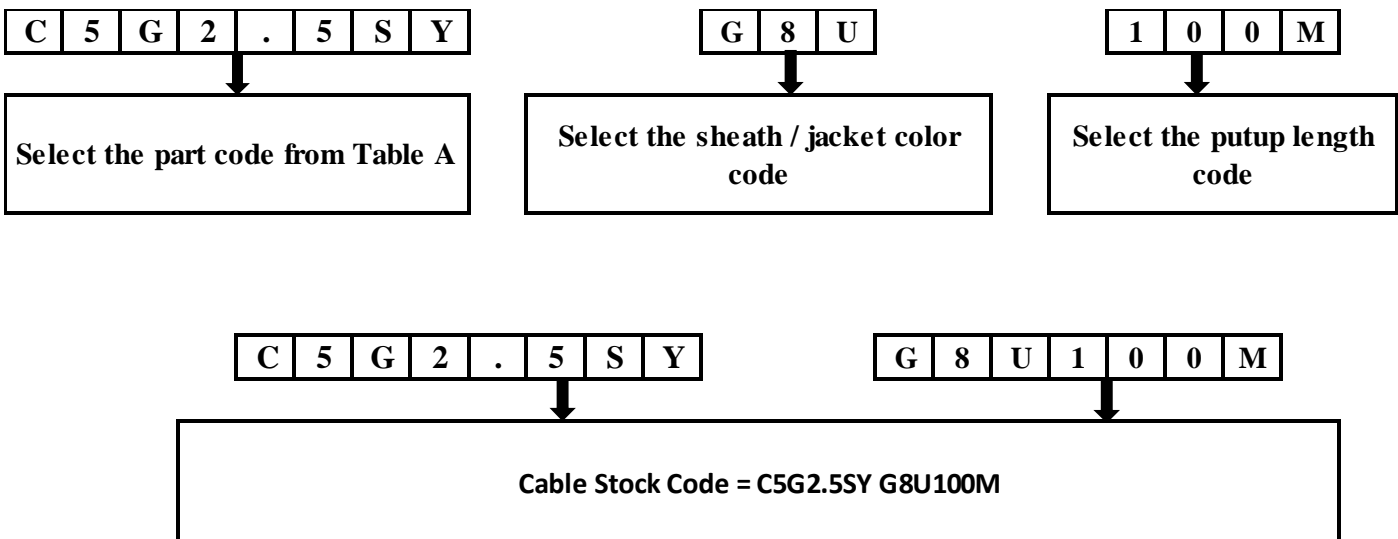 C 5 G 2 . 5 S Y
G 8 U
1 0 0 M
Select the part code from Table A
Select the sheath / jacket color
code
Select the putup length
code
C 5 G 2 . 5 S Y
G 8 U 1 0 0 M
Cable Stock Code = C5G2.5SY G8U100M